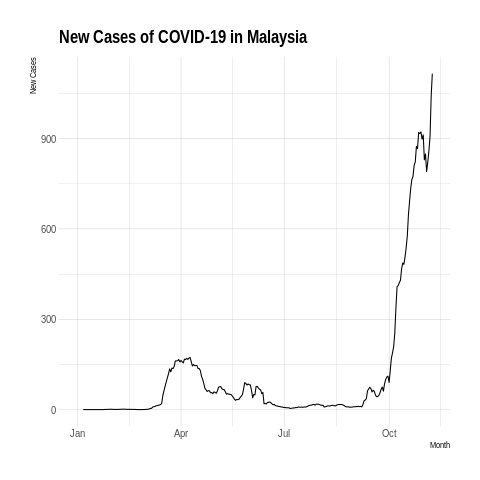 New Cases of COVID-19 in Malaysia
New Cases
900
600
300
0
Jan Apr Jul Oct
Month